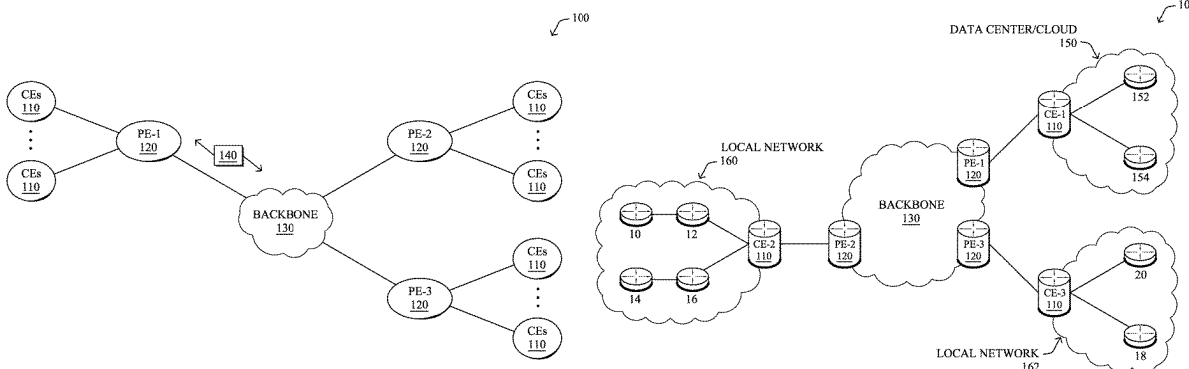 100
CEs
110
CEs
110
PE-1
120
140
BACKBONE
130
PE-2
120
CEs
110
CEs
110
PE-3
120
CEs
110
CEs
110
10
DATA CENTER/CLOUD
150
152
CE-1
110
154
LOCAL NETWORK
160
PE-1
120
BACKBONE
130
10
12
CE-2
110
PE-2
120
PE-3
120
14
16
20
CE-3
110
18
LOCAL NETWORK
162